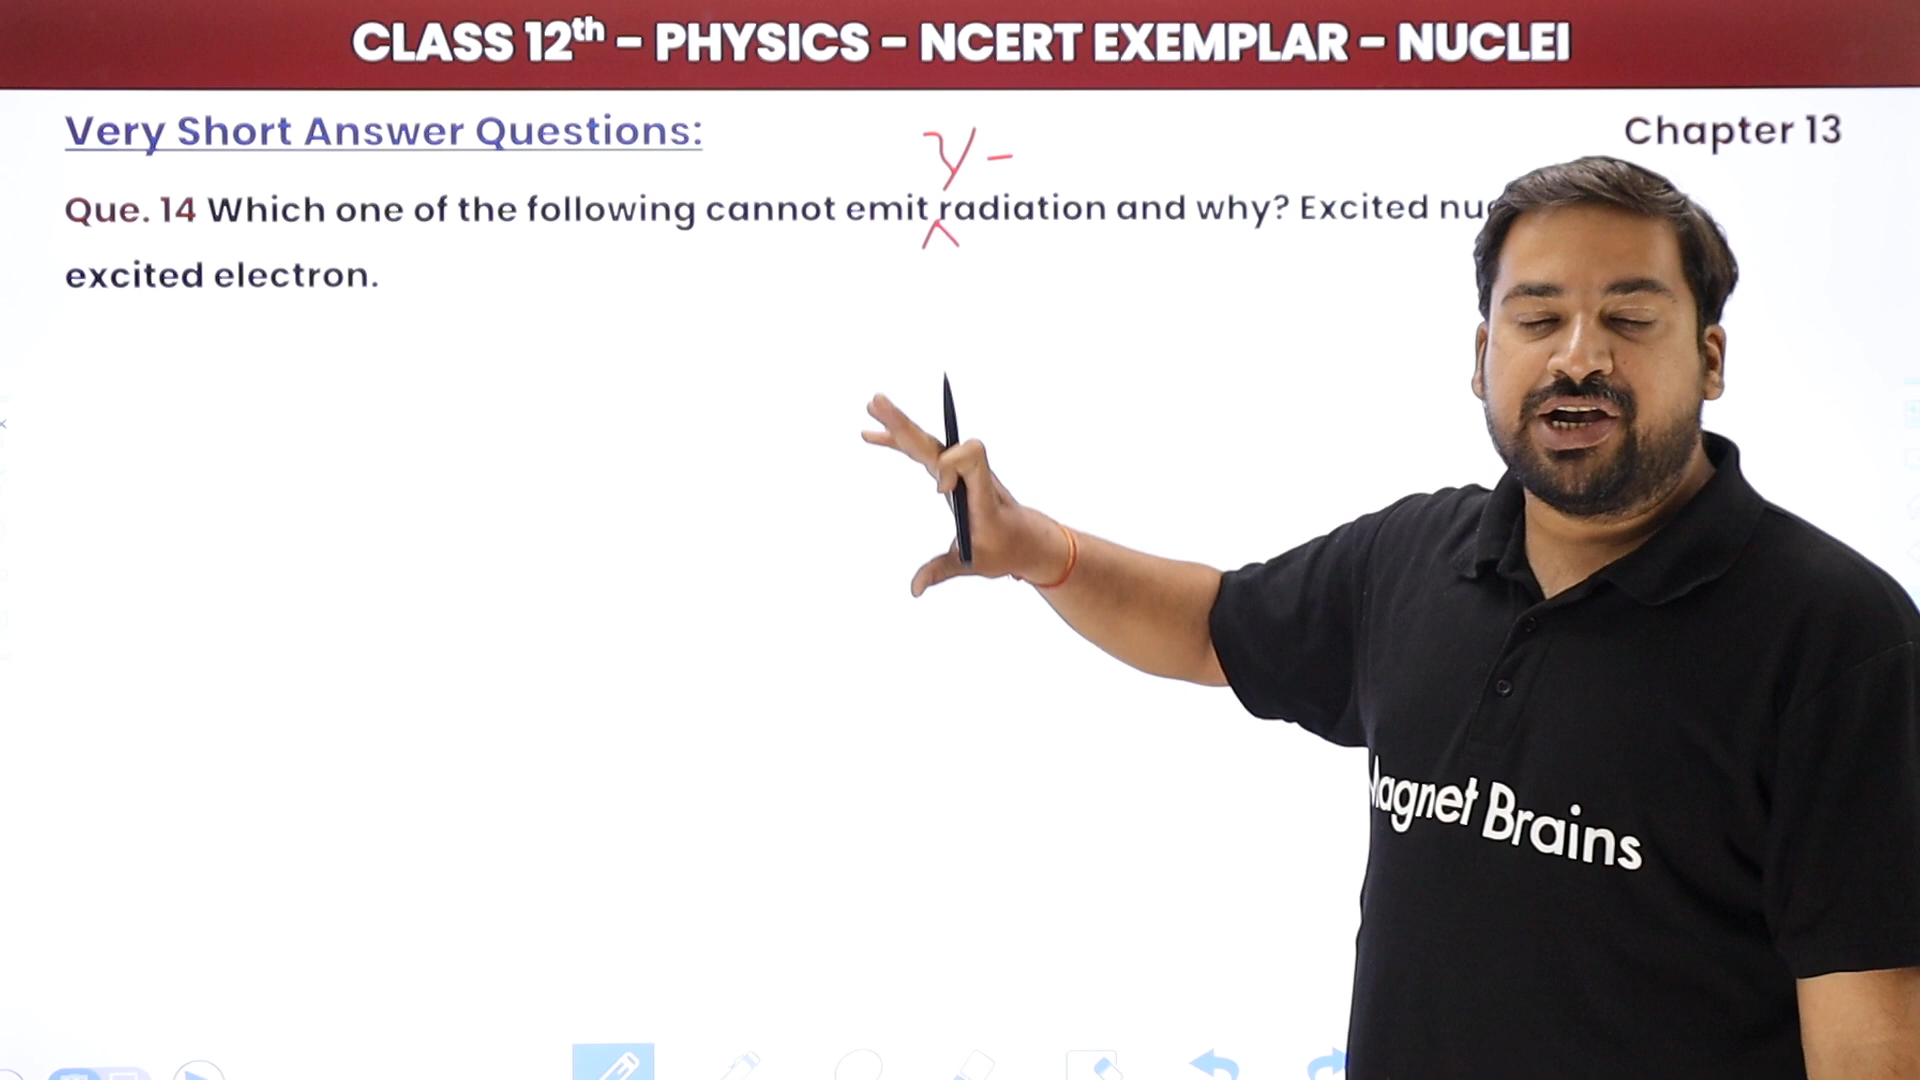 CLASS 12th - PHYSICS - NCERT EXEMPLAR - NUCLEI
Very Short Answer Questions:
Chapter 13
γ -
Que. 14 Which one of the following cannot emit radiation and why? Excited
excited electron.
Magnet Brains